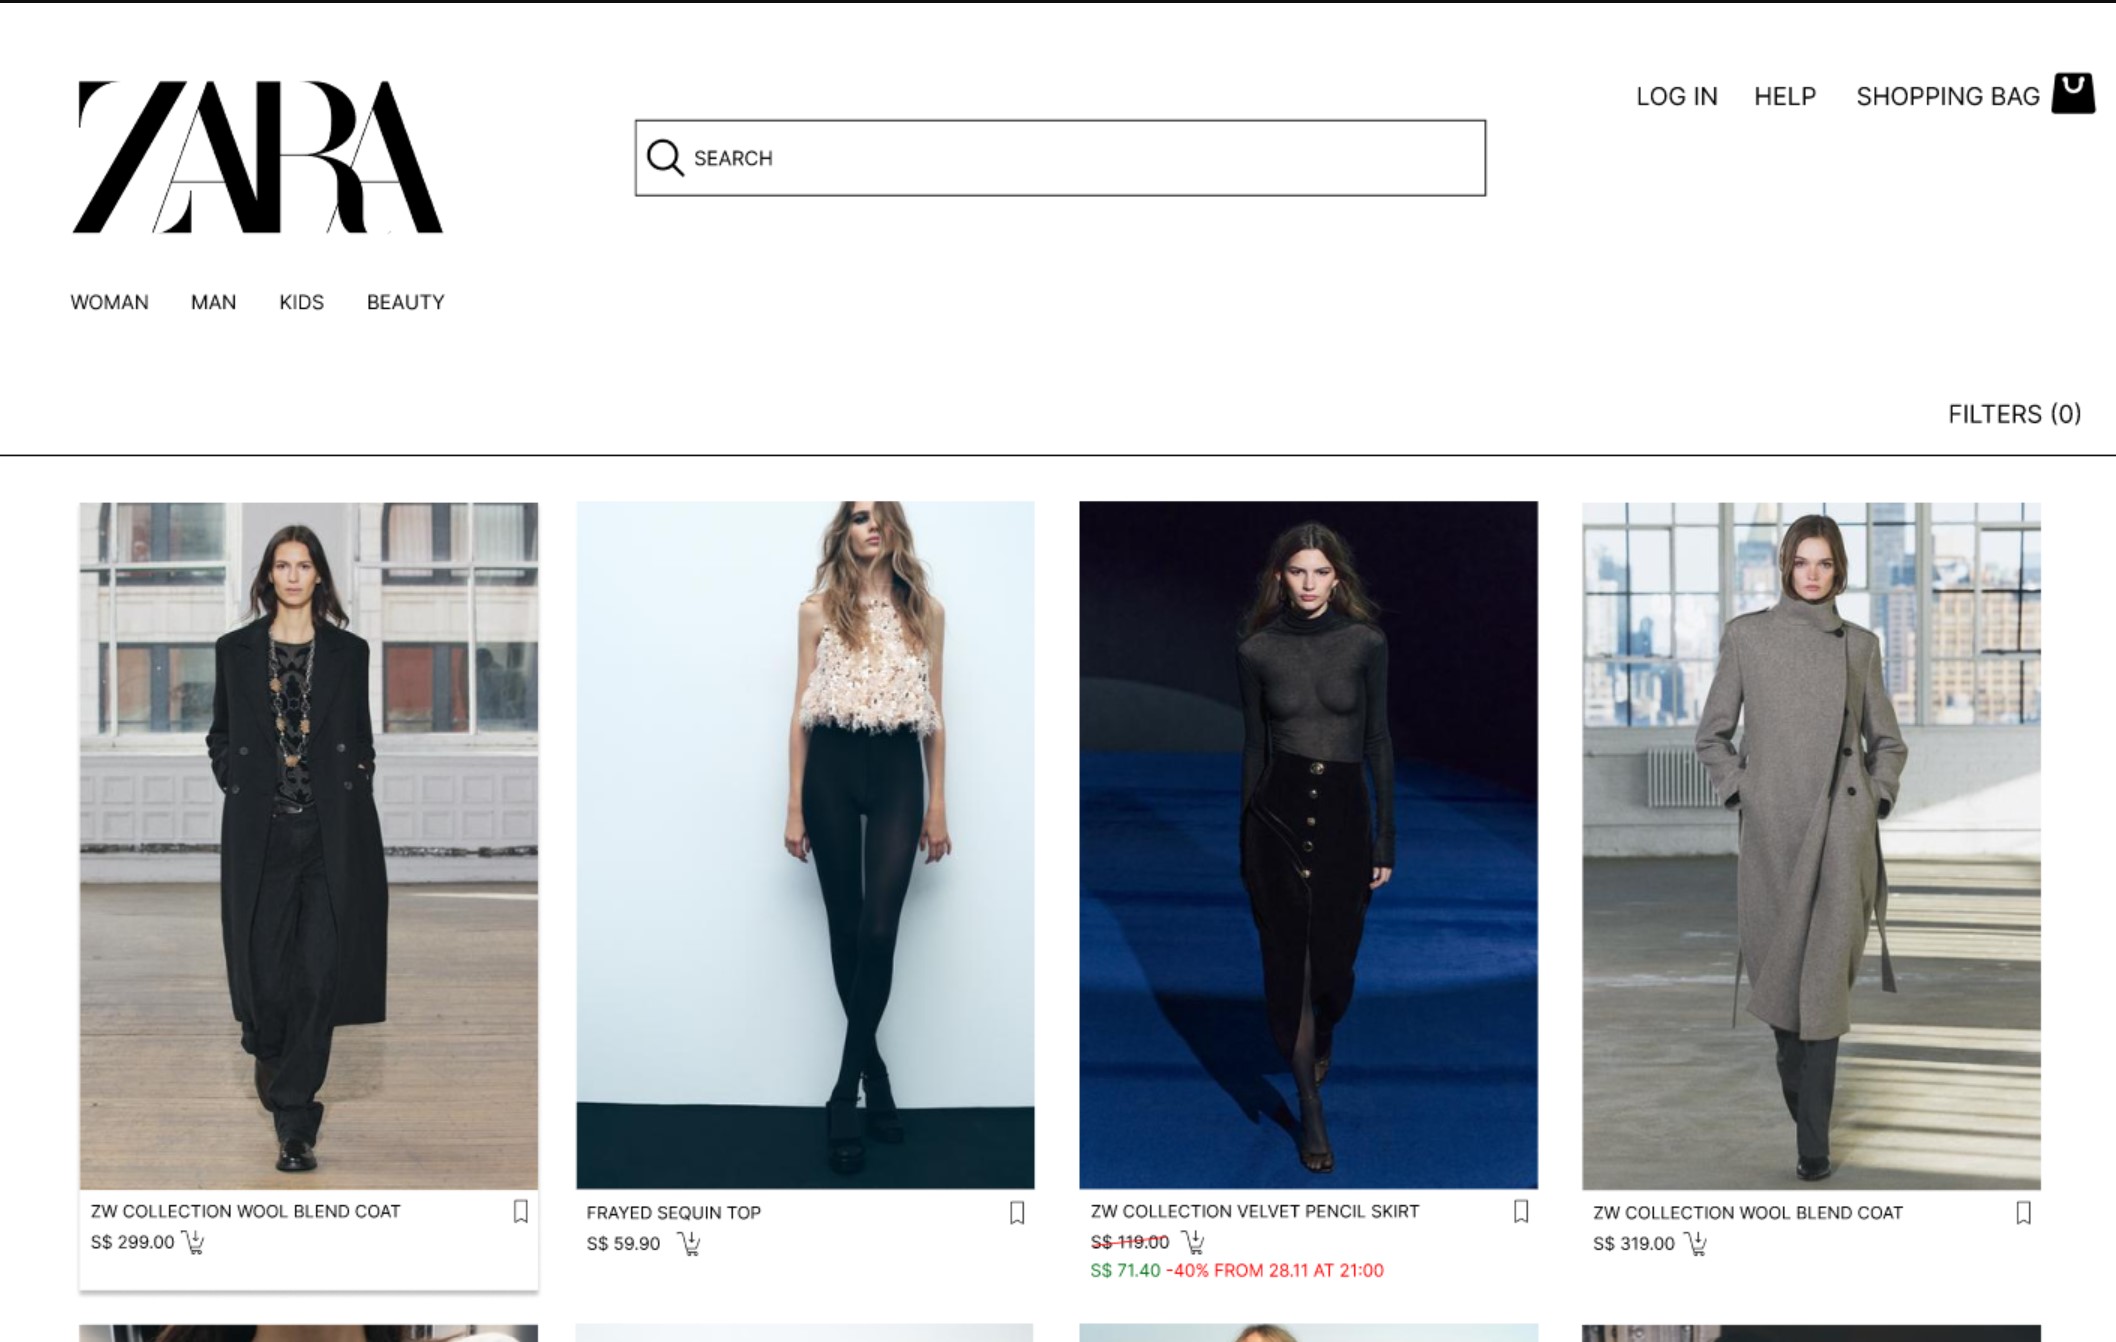 ZARA
LOG IN HELP SHOPPING BAG
SEARCH
WOMAN MAN KIDS BEAUTY
FILTERS (0)
ZW COLLECTION WOOL BLEND COAT
S$ 299.00
FRAYED SEQUIN TOP
S$ 59.90
ZW COLLECTION VELVET PENCIL SKIRT
S$ 119.00
S$ 71.40 -40% FROM 28.11 AT 21:00
ZW COLLECTION WOOL BLEND COAT
S$ 319.00